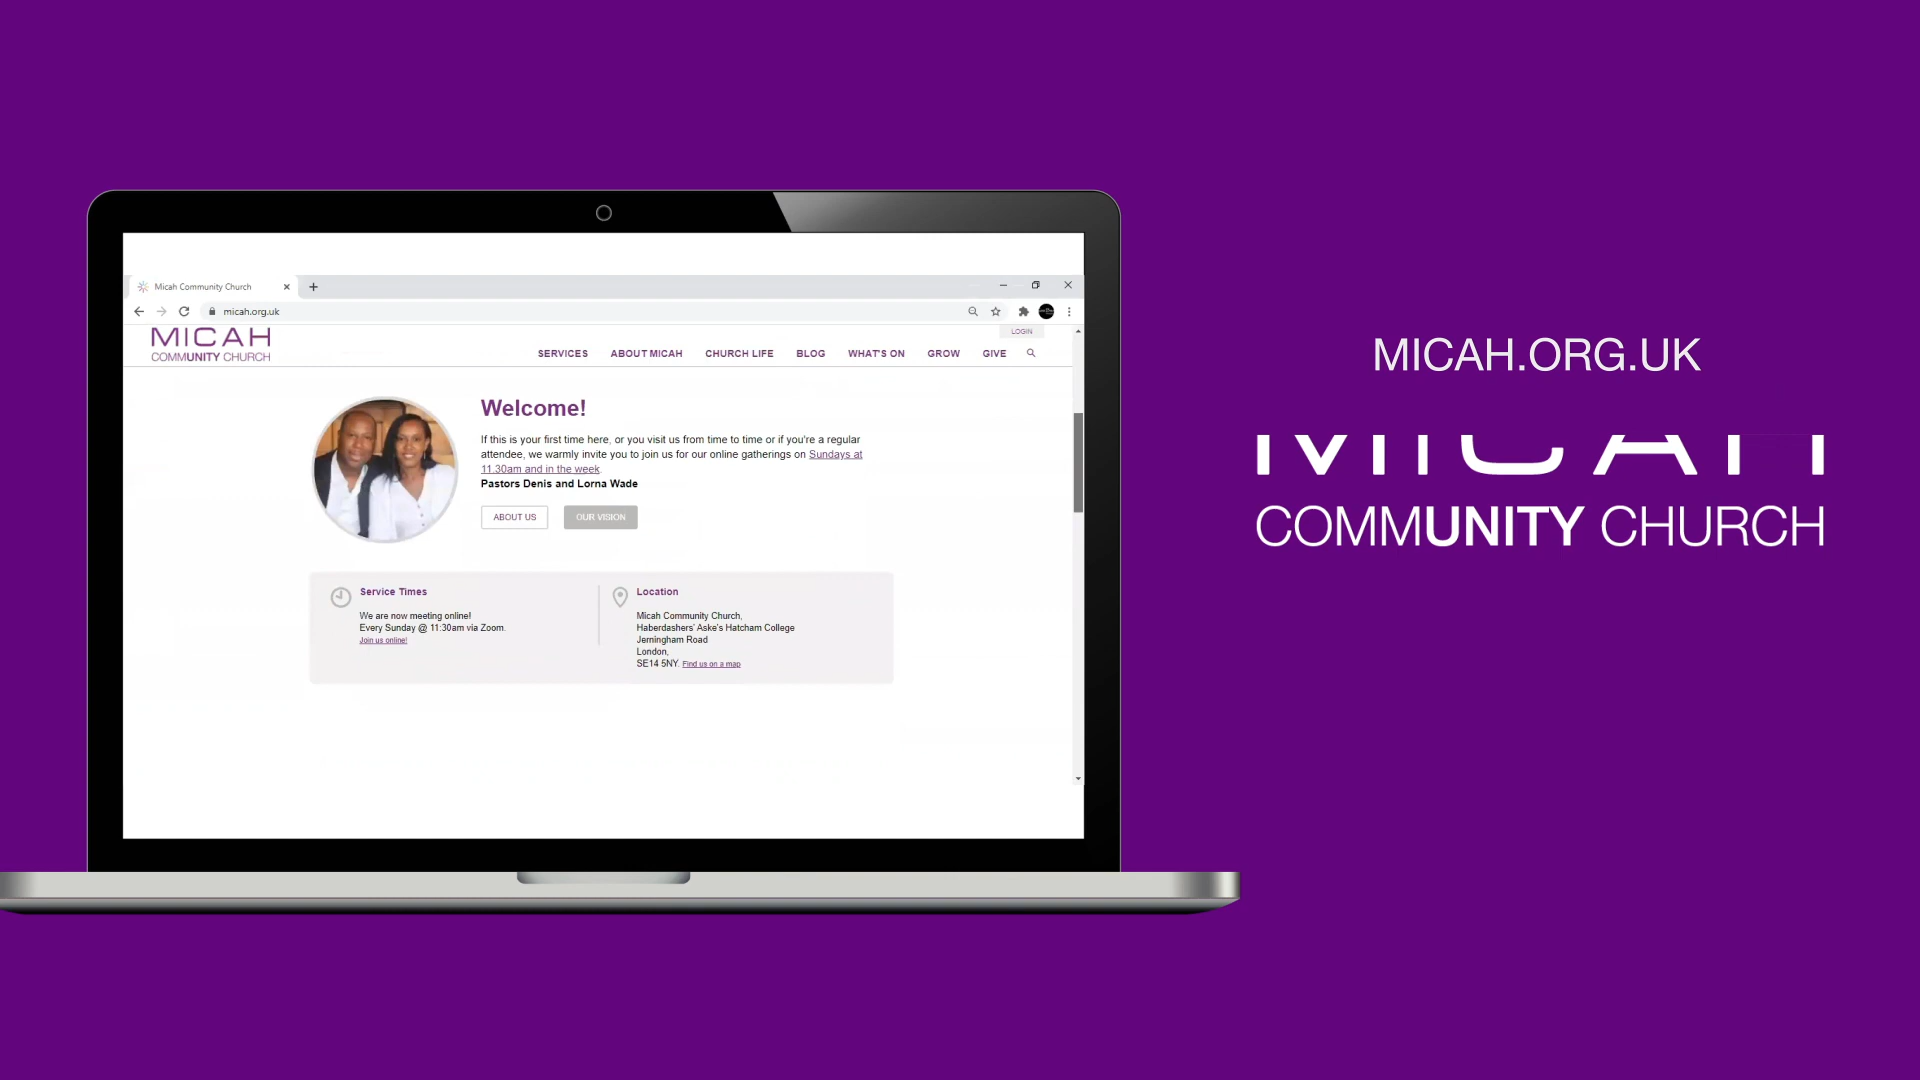 Micah Community Church
micah.org.uk
MICAH
COMMUNITY CHURCH
LOGIN
SERVICES ABOUT MICAH CHURCH LIFE BLOG WHAT'S ON GROW GIVE
Welcome!
If this is your first time here, or you visit us from time to time or if you're a regular
attendee, we warmly invite you to join us for our online gatherings on Sundays at
11.30am and in the week.
Pastors Denis and Lorna Wade
ABOUT US OUR VISION
Service Times
We are now meeting online!
Every Sunday @ 11:30am via Zoom.
Join us online!
Location
Micah Community Church,
Haberdashers' Aske's Hatcham College
Jerningham Road
London,
SE14 5NY. Find us on a map
MICAH.ORG.UK
MICAH
COMMUNITY CHURCH